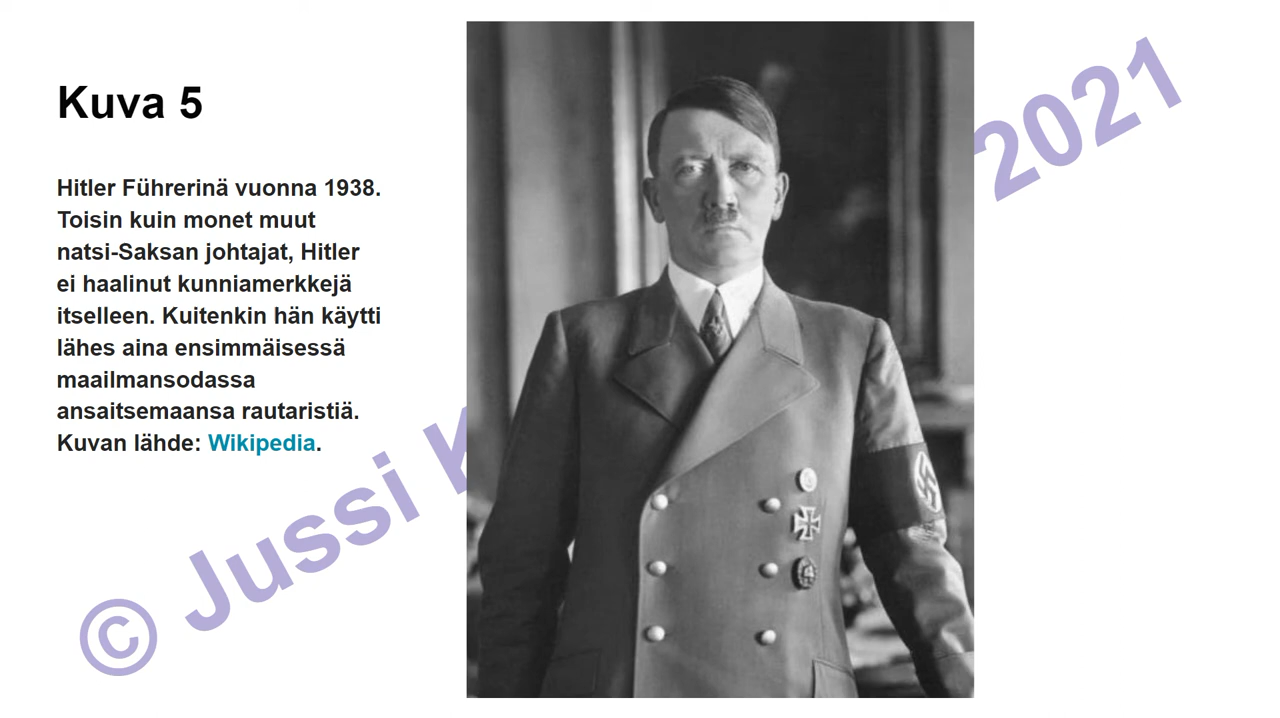 Kuva 5
Hitler Führerinä vuonna 1938.
Toisin kuin monet muut
natsi-Saksan johtajat, Hitler
ei haalinut kunniamerkkejä
itselleen. Kuitenkin hän käytti
lähes aina ensimmäisessä
maailmansodassa
ansaitsemaansa rautaristiä.
Kuvan lähde: Wikipedia.
© Jussi K
2021